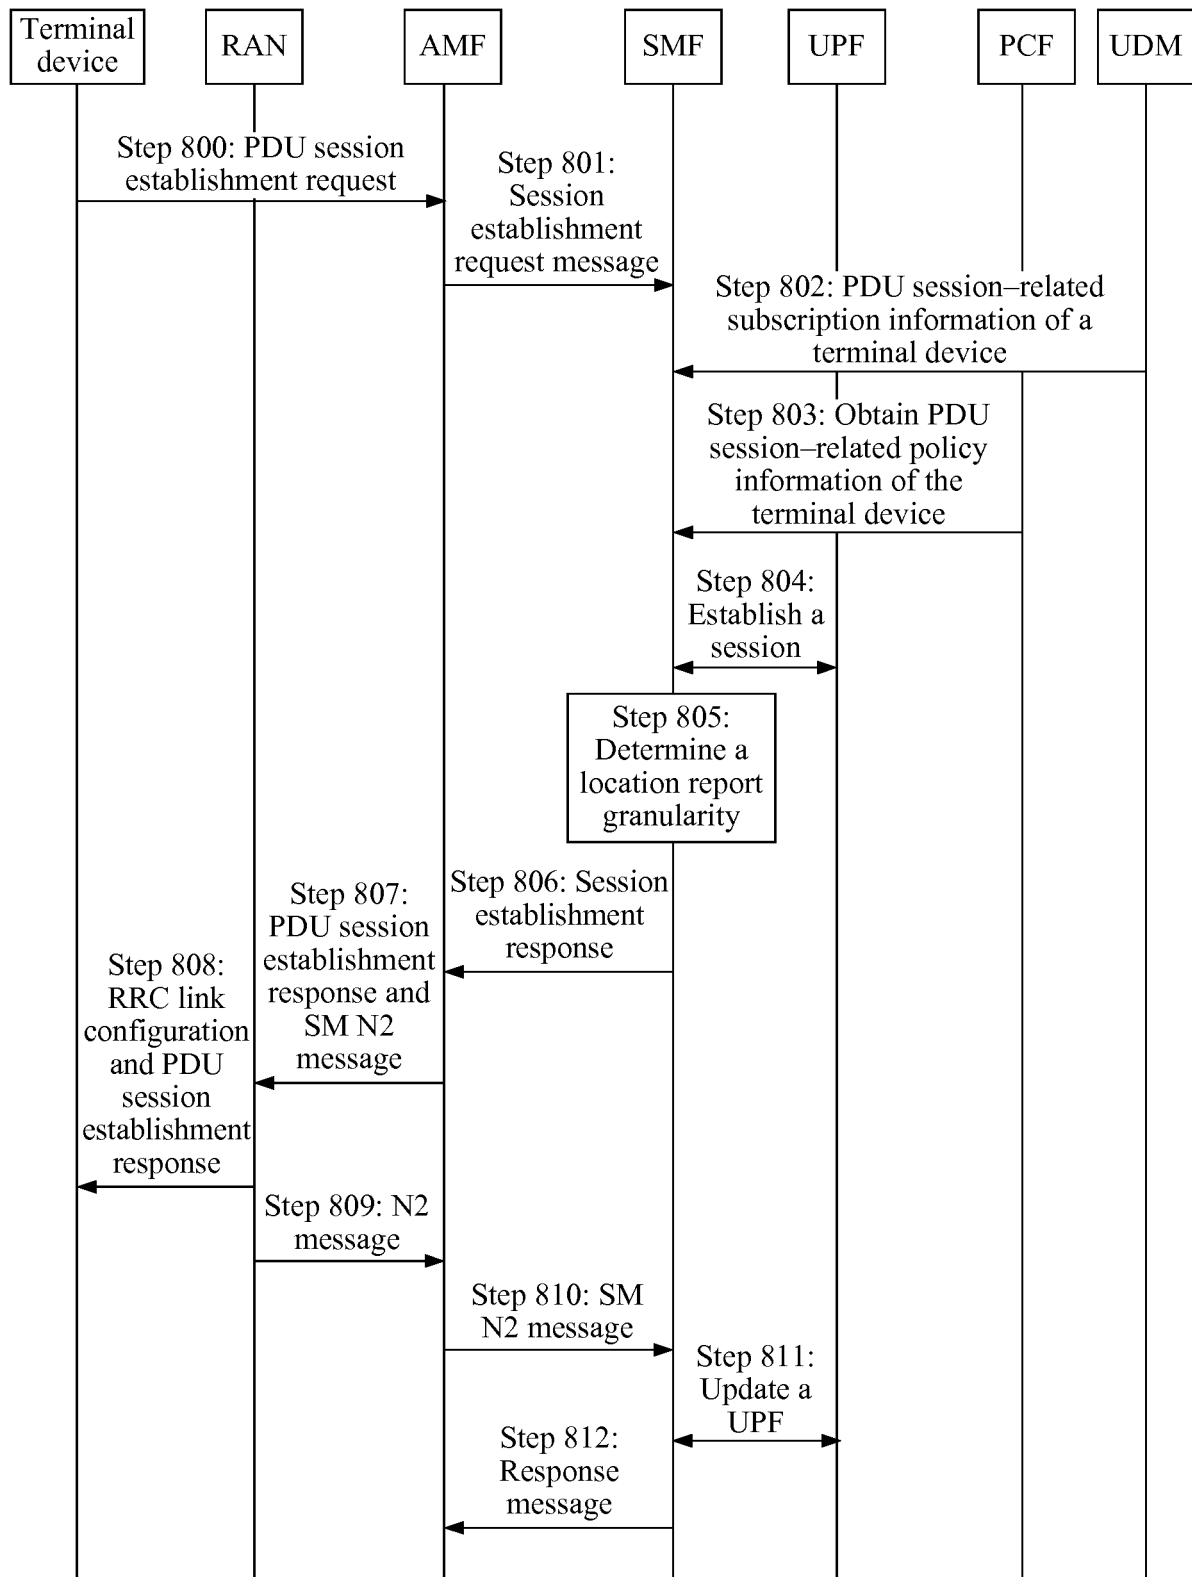 Terminal
device
RAN
AMF
SMF
UPF
PCF
UDM
Step 800: PDU session
establishment request
Step 801:
Session
establishment
request message
Step 802: PDU session–related
subscription information of a
terminal device
Step 803: Obtain PDU
session–related policy
information of the
terminal device
Step 804:
Establish a
session
Step 805:
Determine a
location report
granularity
Step 806: Session
establishment
response
Step 807:
PDU session
establishment
response and
SM N2
message
Step 808:
RRC link
configuration
and PDU
session
establishment
response
Step 809: N2
message
Step 810: SM
N2 message
Step 811:
Update a
UPF
Step 812:
Response
message